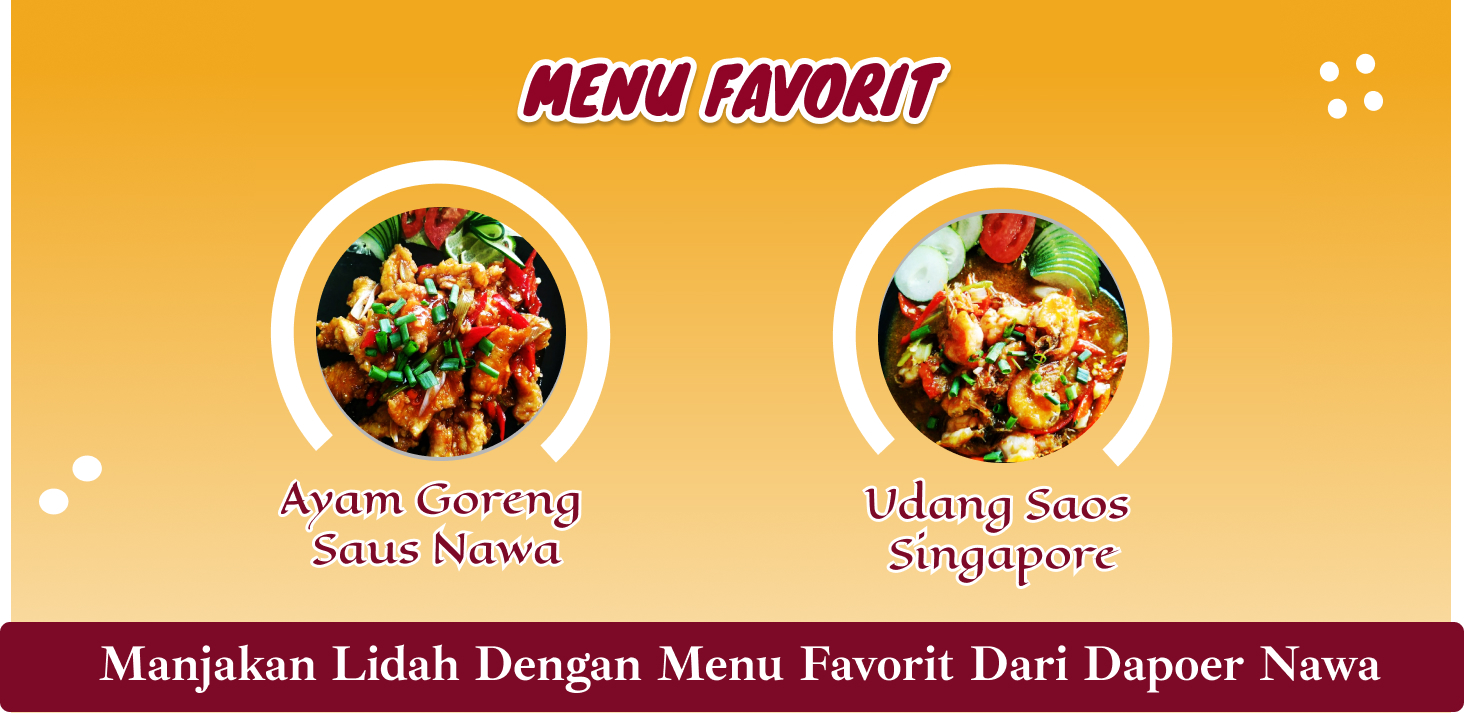 MENU FAVORIT
Ayam Goreng
Saus Nawa
Udang Saos
Singapore
Manjakan Lidah Dengan Menu Favorit Dari Dapoer Nawa